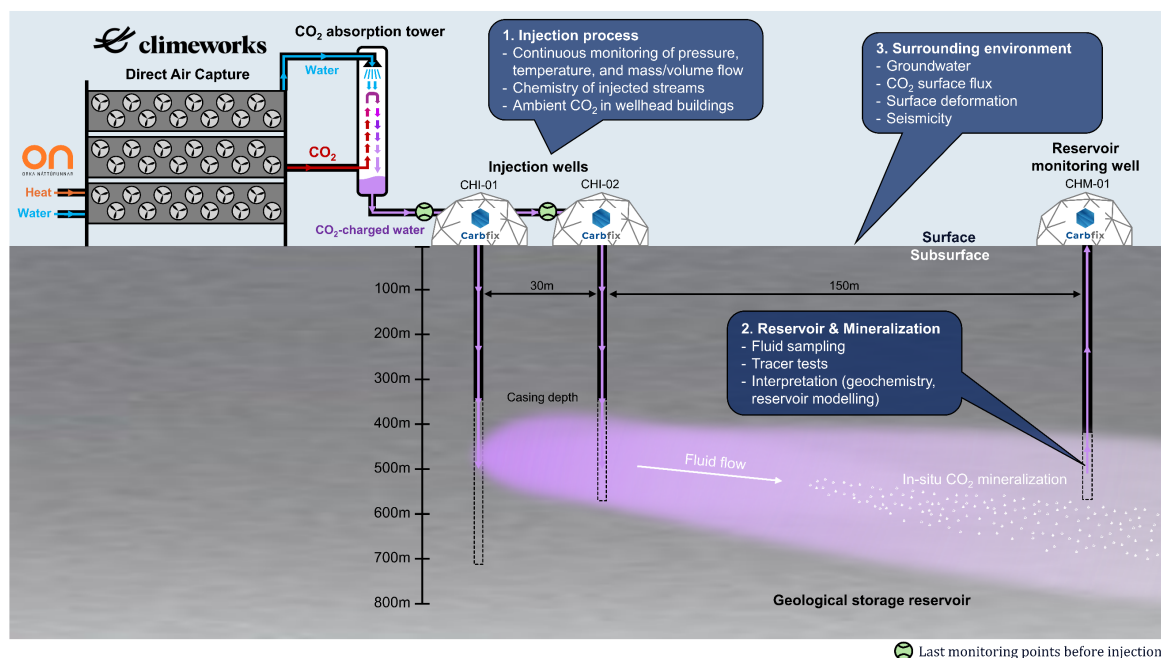 climeworks
Direct Air Capture
CO₂ absorption tower
Water
CO₂
on
ORKA NÁTTÚRUNNAR
Heat
Water
CO₂-charged water
1. Injection process
- Continuous monitoring of pressure,
temperature, and mass/volume flow
- Chemistry of injected streams
- Ambient CO₂ in wellhead buildings
3. Surrounding environment
- Groundwater
- CO₂ surface flux
- Surface deformation
- Seismicity
Injection wells
CHI-01
CHI-02
Carbfix
Carbfix
Reservoir
monitoring well
CHM-01
Carbfix
Surface
Subsurface
30m
150m
100m
200m
300m
400m
500m
600m
700m
800m
Casing depth
2. Reservoir & Mineralization
- Fluid sampling
- Tracer tests
- Interpretation (geochemistry,
reservoir modelling)
Fluid flow
In-situ CO₂ mineralization
Geological storage reservoir
Last monitoring points before injection